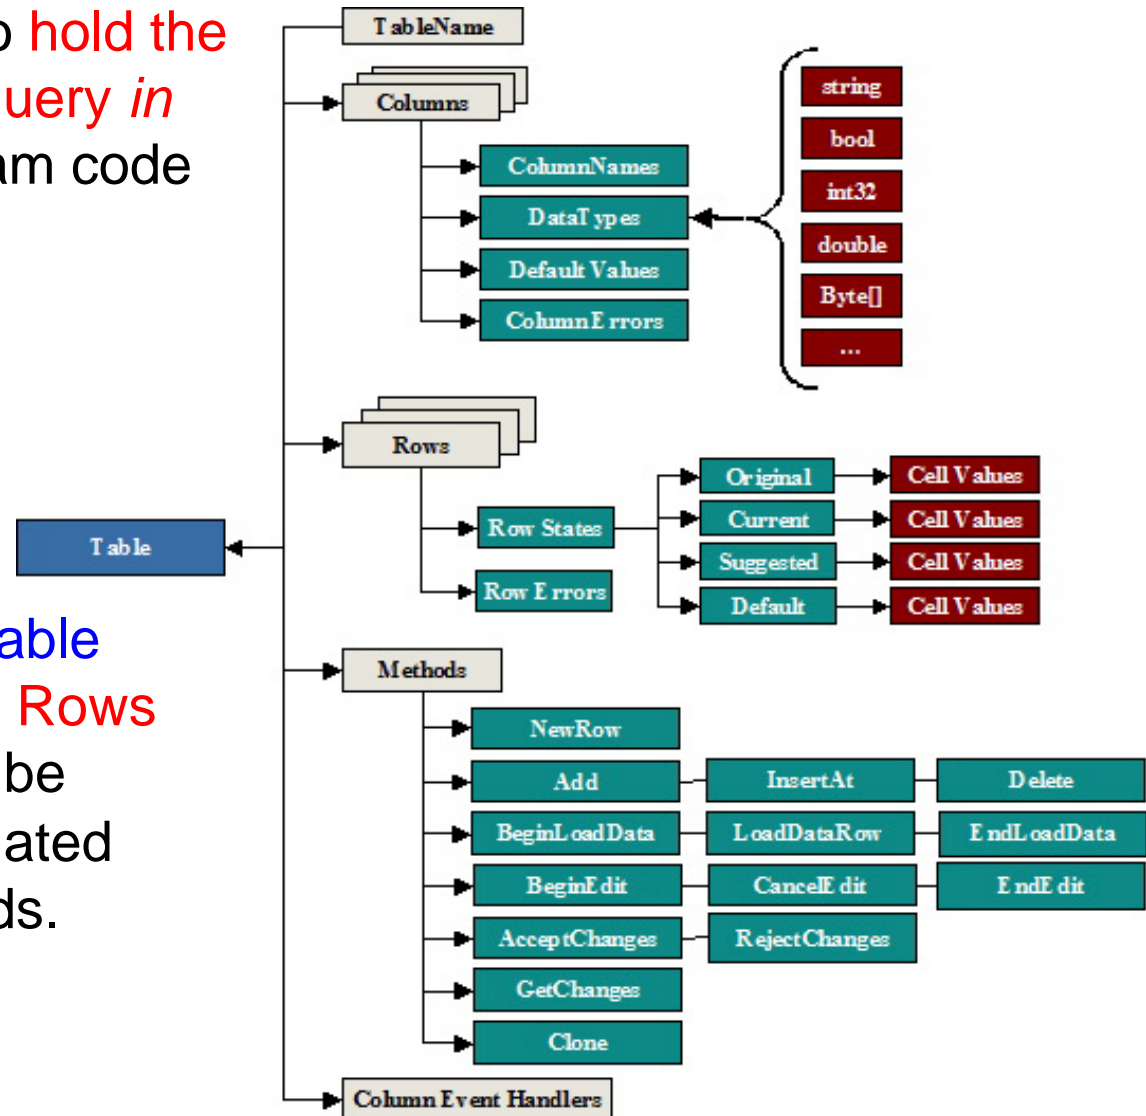 o hold the
uery in
am code
able
Rows
be
ated
ds.
TableName
Columns
ColumnNames
DataTypes
Default Values
ColumnErrors
string
bool
int32
double
Byte[]
...
Rows
Row States
Row Errors
Original
Cell Values
Current
Cell Values
Suggested
Cell Values
Default
Cell Values
Table
Methods
NewRow
Add
InsertAt
Delete
BeginLoadData
LoadDataRow
EndLoadData
BeginEdit
CancelEdit
EndEdit
AcceptChanges
RejectChanges
GetChanges
Clone
Column Event Handlers